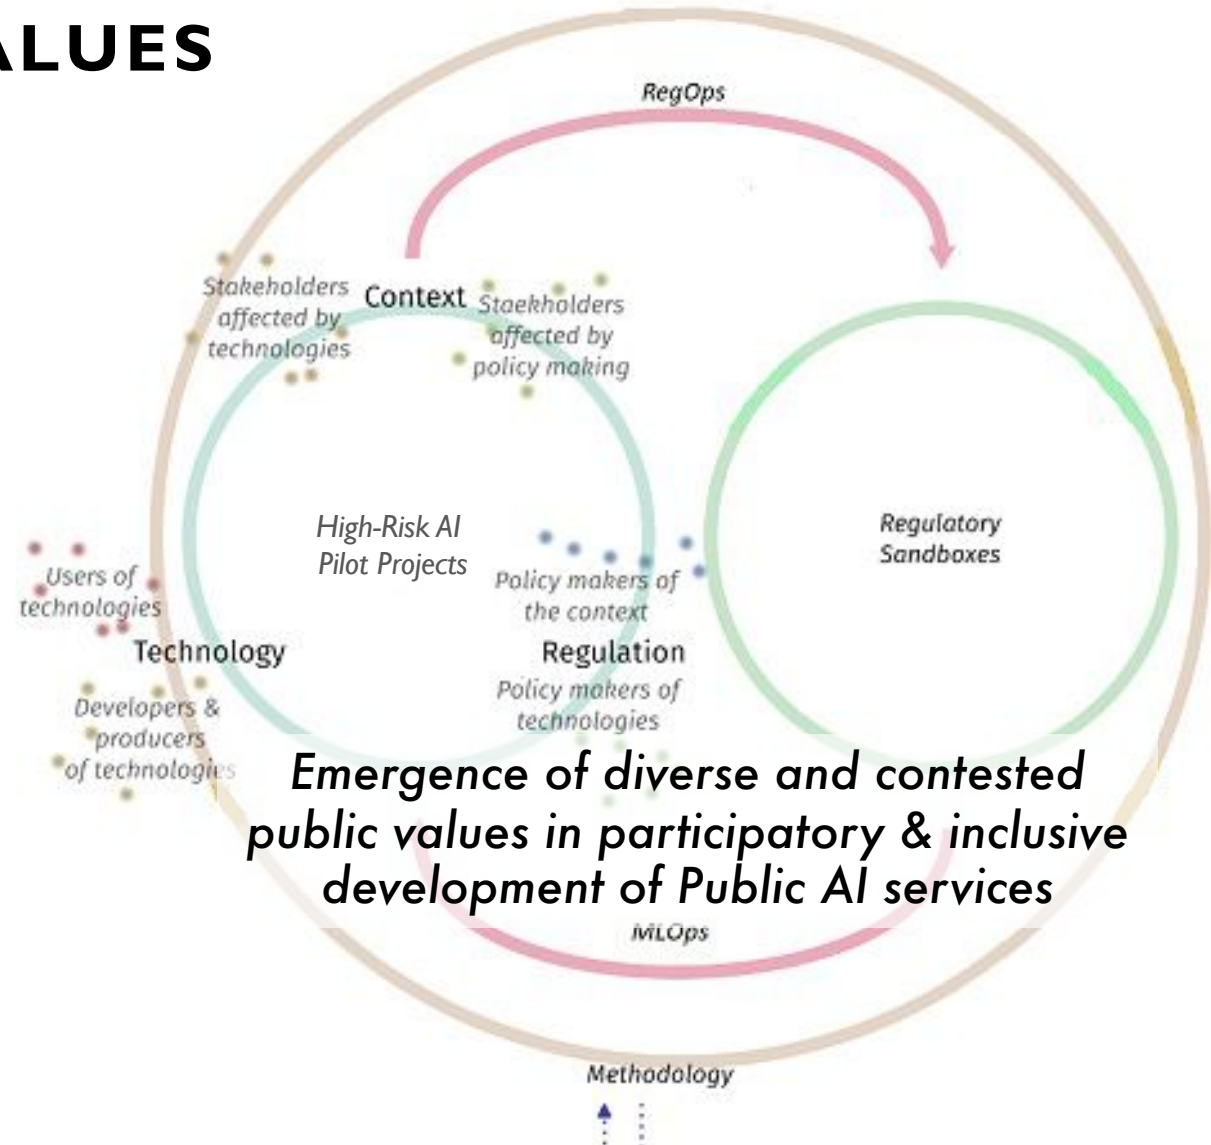 ALUES
RegOps
Stakeholders
affected by
technologies
Context
Staekholders
affected by
policy making
High-Risk AI
Pilot Projects
Regulatory
Sandboxes
Users of
technologies
Policy makers of
the context
Technology
Regulation
Developers &
producers
of technologies
Policy makers of
technologies
Emergence of diverse and contested
public values in participatory & inclusive
development of Public AI services
MLOps
Methodology